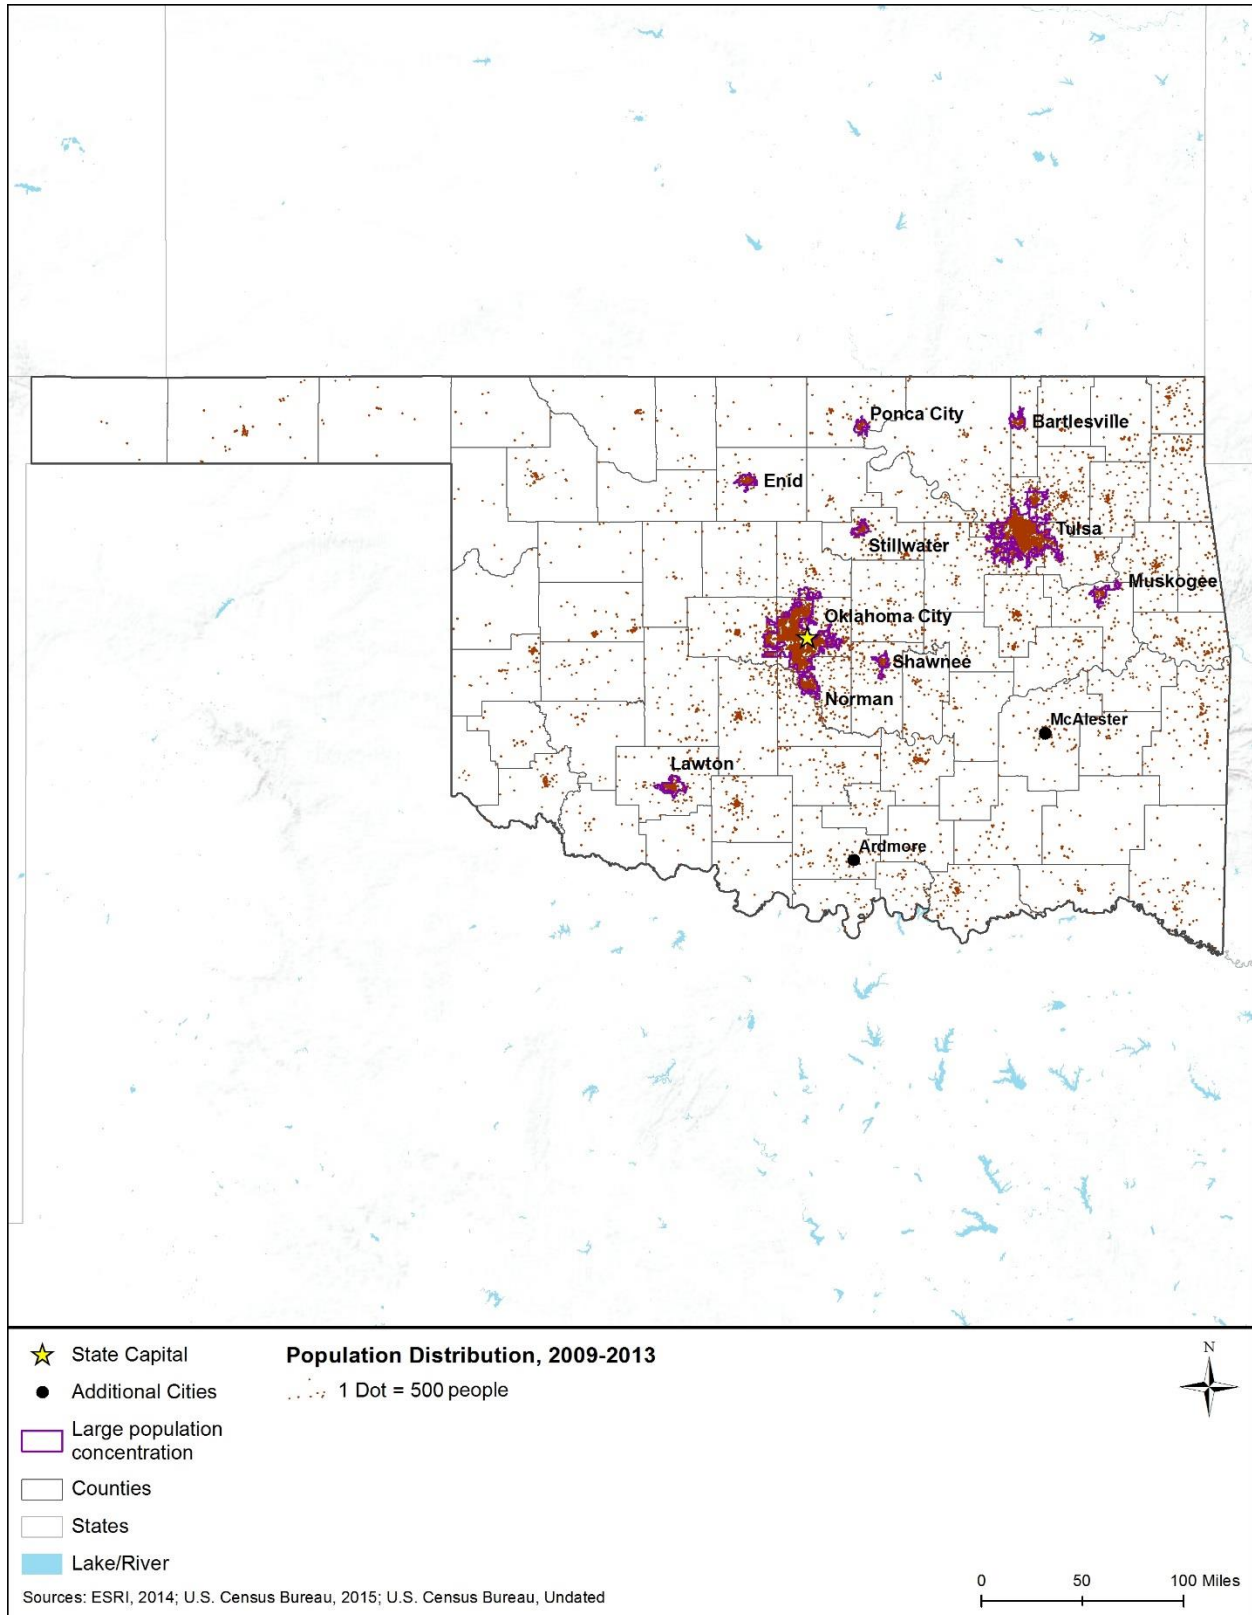 Ponca City
Bartlesville
Enid
Tulsa
Stillwater
Muskogee
Oklahoma City
Shawnee
Norman
McAlester
Lawton
Ardmore
State Capital
Population Distribution, 2009-2013
N
Additional Cities
1 Dot = 500 people
Large population
concentration
Counties
States
Lake/River
Sources: ESRI, 2014; U.S. Census Bureau, 2015; U.S. Census Bureau, Undated
0 50 100 Miles